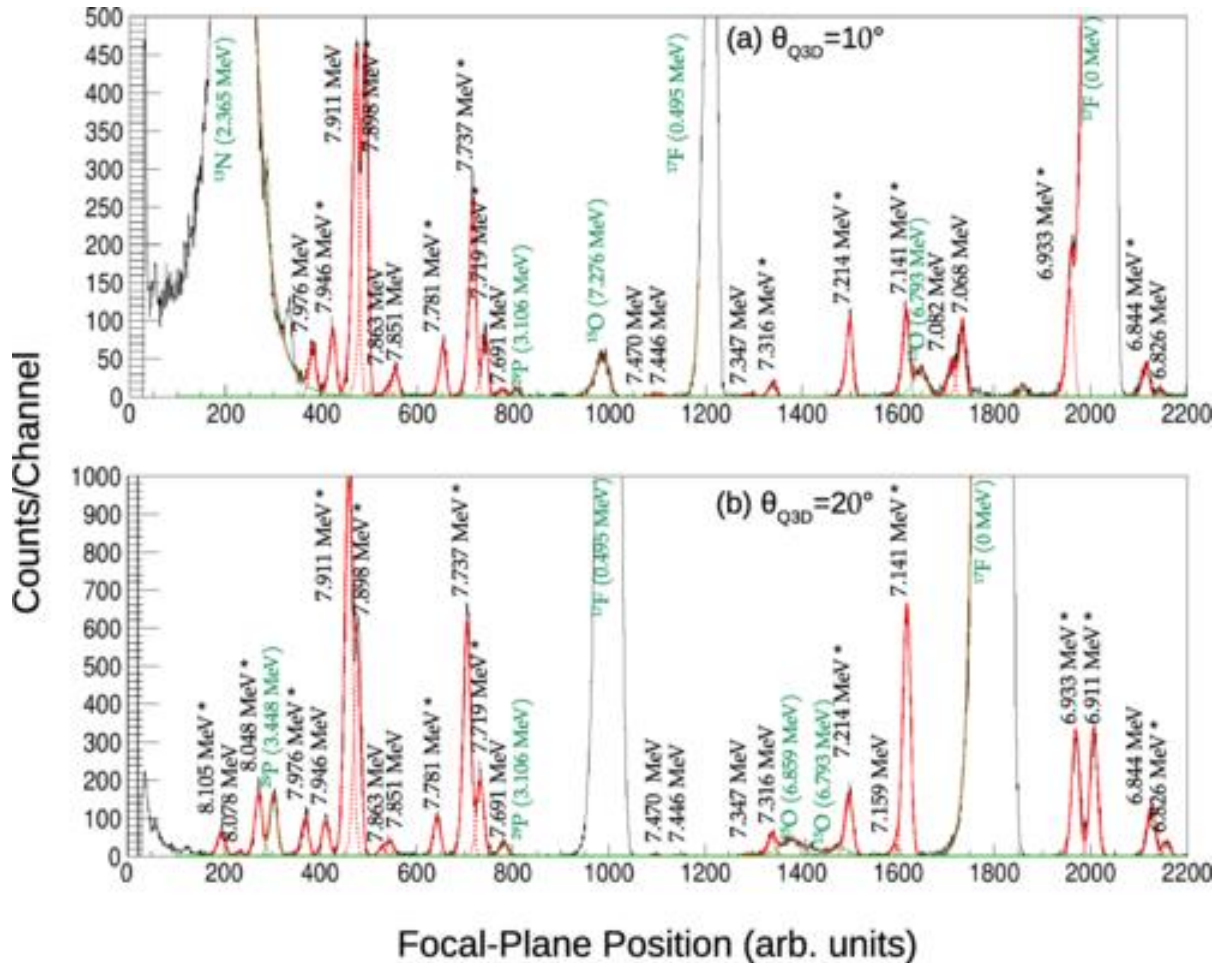 (a) θQ3D=10°
500
450
400
350
300
250
200
150
100
50
0
¹³N (2.365 MeV)
7.976 MeV
7.946 MeV *
7.911 MeV
7.898 MeV *
7.863 MeV
7.851 MeV
7.781 MeV *
7.737 MeV *
7.719 MeV *
7.691 MeV
(3.106 MeV)
¹⁵O (7.276 MeV)
7.470 MeV
7.446 MeV
¹⁷F (0.495 MeV)
7.347 MeV
7.316 MeV *
7.214 MeV *
7.141 MeV *
O (6.793 MeV)
7.082 MeV
7.068 MeV
6.933 MeV *
¹⁷F (0 MeV)
6.844 MeV *
6.826 MeV
0 200 400 600 800 1000 1200 1400 1600 1800 2000 2200
Counts/Channel
(b) θQ3D=20°
1000
900
800
700
600
500
400
300
200
100
0
8.105 MeV *
8.078 MeV
8.048 MeV *
P (3.448 MeV)
7.976 MeV *
7.946 MeV
7.911 MeV *
7.898 MeV *
7.863 MeV
7.851 MeV
7.781 MeV *
7.737 MeV *
7.719 MeV *
7.691 MeV
²⁹P (3.106 MeV)
¹⁷F (0.495 MeV)
7.470 MeV
7.446 MeV
7.347 MeV
7.316 MeV *
O (6.859 MeV)
O (6.793 MeV)
7.214 MeV *
7.159 MeV
7.141 MeV *
¹⁷F (0 MeV)
6.933 MeV *
6.911 MeV *
6.844 MeV
6.826 MeV *
0 200 400 600 800 1000 1200 1400 1600 1800 2000 2200
Focal-Plane Position (arb. units)